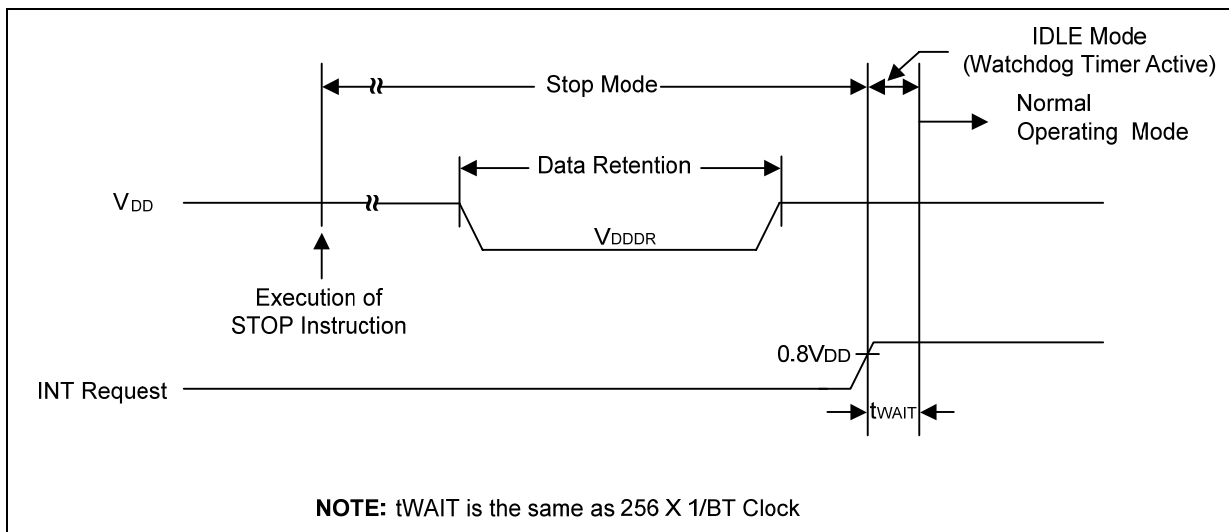 IDLE Mode
(Watchdog Timer Active)
Stop Mode
Normal
Operating Mode
Data Retention
VDD
VDDDR
Execution of
STOP Instruction
0.8VDD
INT Request
tWAIT
NOTE: tWAIT is the same as 256 X 1/BT Clock